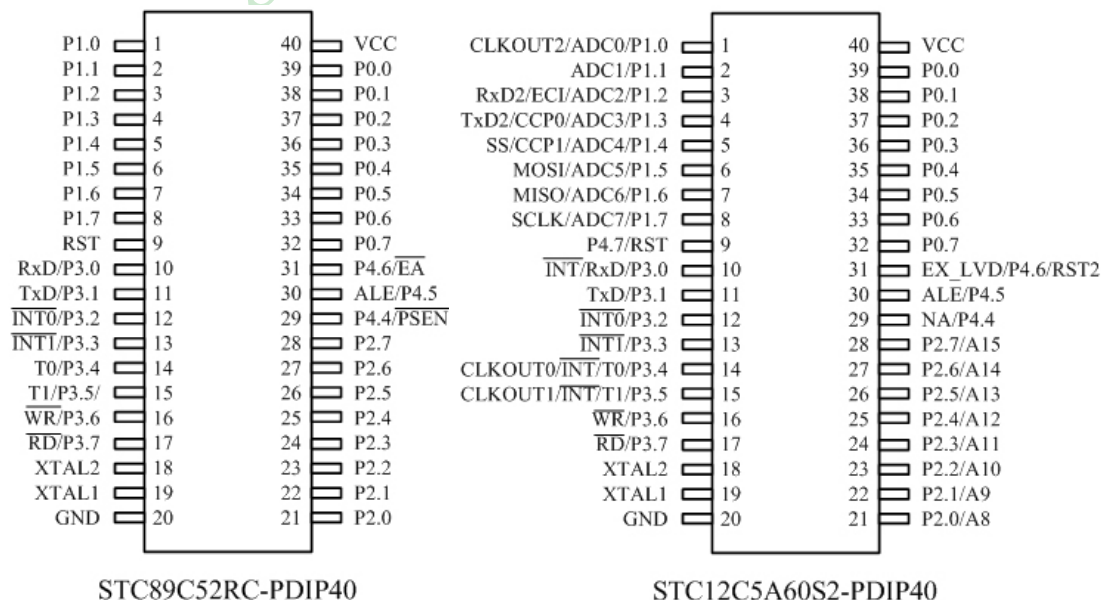 P1.0 1 40 VCC
P1.1 2 39 P0.0
P1.2 3 38 P0.1
P1.3 4 37 P0.2
P1.4 5 36 P0.3
P1.5 6 35 P0.4
P1.6 7 34 P0.5
P1.7 8 33 P0.6
RST 9 32 P0.7
RxD/P3.0 10 31 P4.6/EA
TxD/P3.1 11 30 ALE/P4.5
INT0/P3.2 12 29 P4.4/PSEN
INT1/P3.3 13 28 P2.7
T0/P3.4 14 27 P2.6
T1/P3.5/ 15 26 P2.5
WR/P3.6 16 25 P2.4
RD/P3.7 17 24 P2.3
XTAL2 18 23 P2.2
XTAL1 19 22 P2.1
GND 20 21 P2.0
STC89C52RC-PDIP40
CLKOUT2/ADC0/P1.0 1 40 VCC
ADC1/P1.1 2 39 P0.0
RxD2/ECI/ADC2/P1.2 3 38 P0.1
TxD2/CCP0/ADC3/P1.3 4 37 P0.2
SS/CCP1/ADC4/P1.4 5 36 P0.3
MOSI/ADC5/P1.5 6 35 P0.4
MISO/ADC6/P1.6 7 34 P0.5
SCLK/ADC7/P1.7 8 33 P0.6
P4.7/RST 9 32 P0.7
INT/RxD/P3.0 10 31 EX_LVD/P4.6/RST2
TxD/P3.1 11 30 ALE/P4.5
INT0/P3.2 12 29 NA/P4.4
INT1/P3.3 13 28 P2.7/A15
CLKOUT0/INT/T0/P3.4 14 27 P2.6/A14
CLKOUT1/INT/T1/P3.5 15 26 P2.5/A13
WR/P3.6 16 25 P2.4/A12
RD/P3.7 17 24 P2.3/A11
XTAL2 18 23 P2.2/A10
XTAL1 19 22 P2.1/A9
GND 20 21 P2.0/A8
STC12C5A60S2-PDIP40